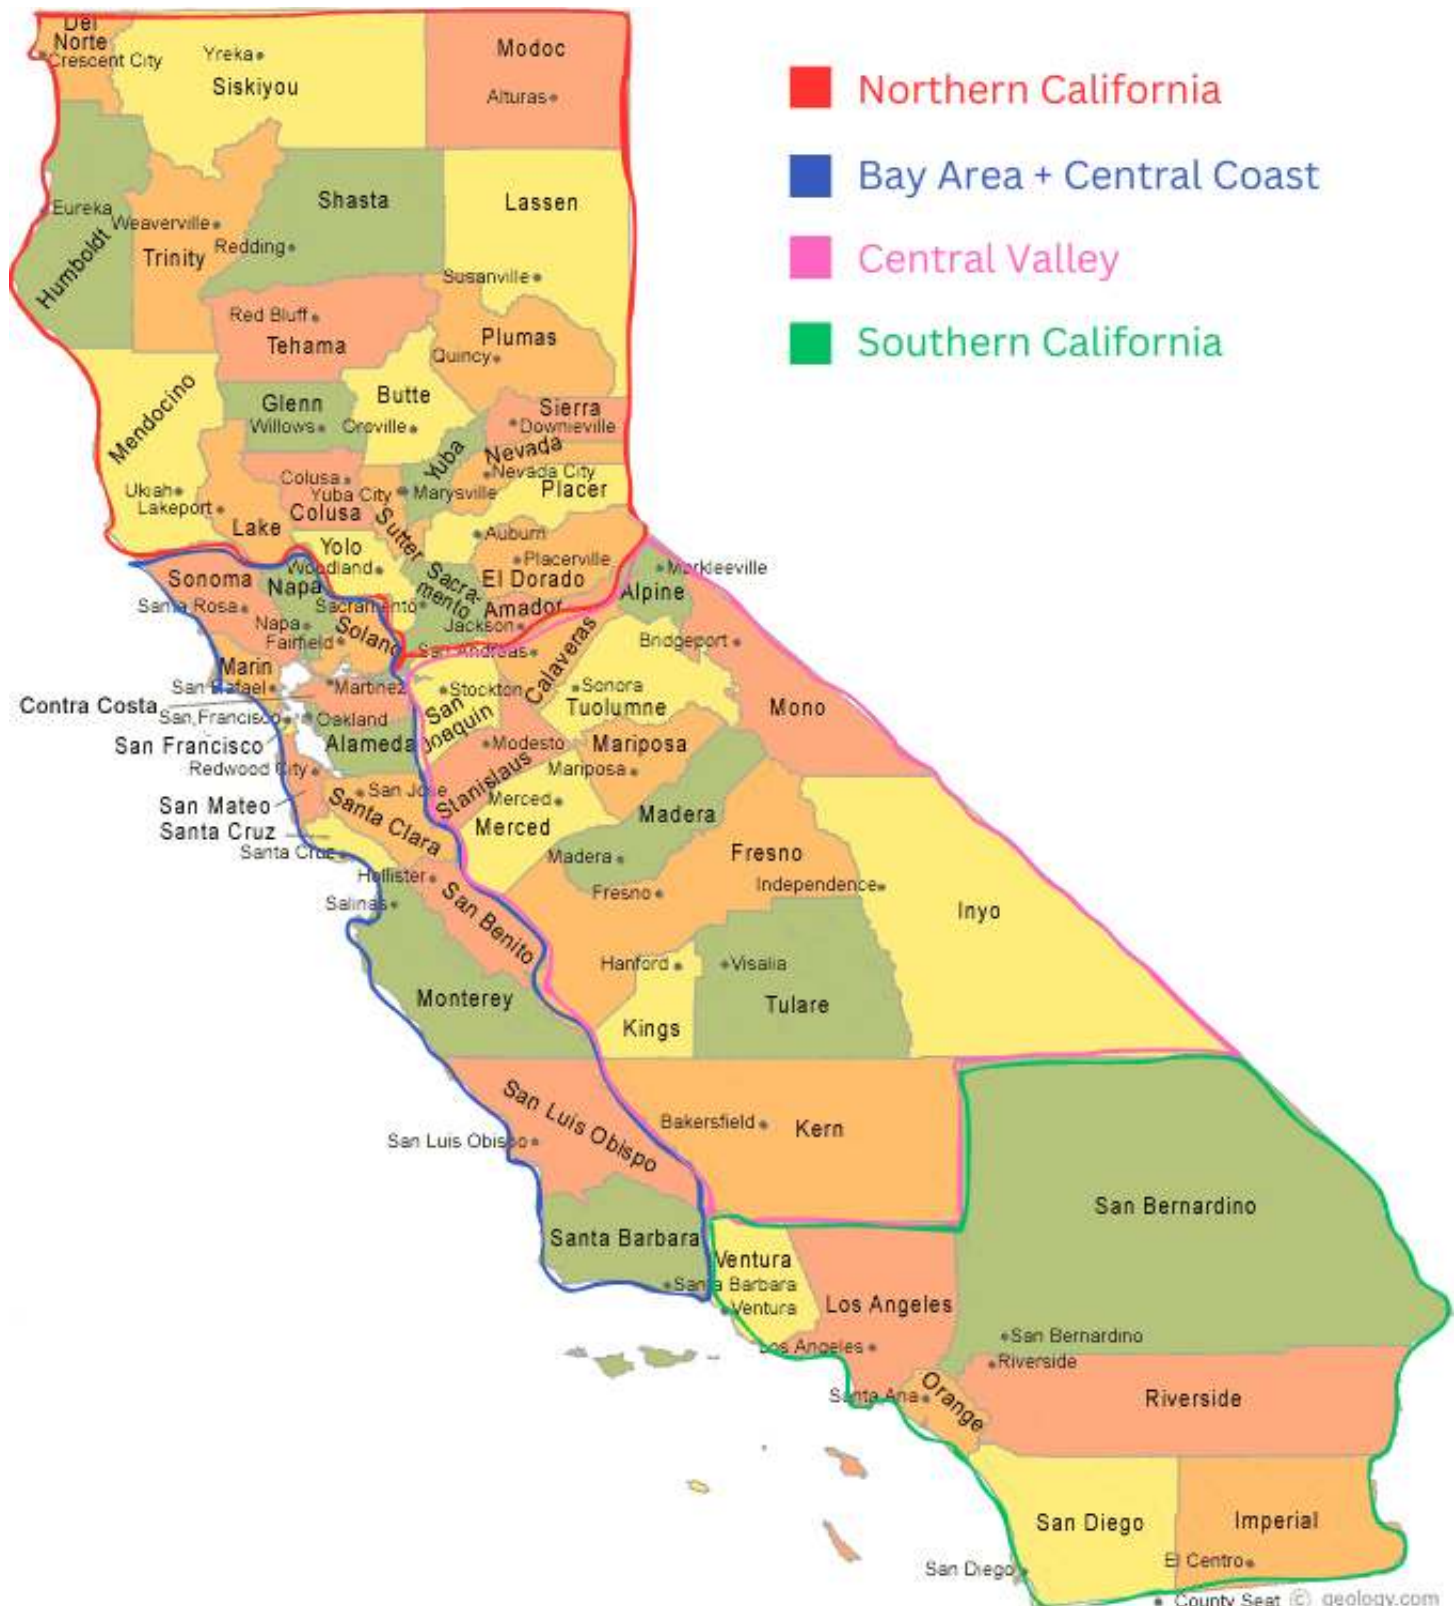 Northern California
Bay Area + Central Coast
Central Valley
Southern California
Del
Norte
Crescent City
Yreka
Siskiyou
Modoc
Alturas
Eureka
Humboldt
Weaverville
Trinity
Redding
Shasta
Lassen
Susanville
Red Bluff
Tehama
Plumas
Quincy
Mendocino
Ukiah
Glenn
Willows
Butte
Oroville
Sierra
Downieville
Yuba
Nevada
Nevada City
Colusa
Yuba City
Marysville
Placer
Lakeport
Lake
Colusa
Sutter
Auburn
Yolo
Woodland
Placerville
El Dorado
Sonoma
Santa Rosa
Napa
Napa
Sacramento
Sacra-
mento
Amador
Jackson
Alpine
Markleeville
Fairfield
Solano
San Andreas
Calaveras
Bridgeport
Marin
San Rafael
Martinez
Stockton
San
Joaquin
Sonora
Tuolumne
Mono
Contra Costa
San Francisco
Oakland
San Francisco
Alameda
Modesto
Stanislaus
Mariposa
Mariposa
Redwood City
San Jose
Santa Clara
Merced
Merced
San Mateo
Santa Cruz
Santa Cruz
Madera
Madera
Fresno
Fresno
Independence
Inyo
Hollister
San Benito
Salinas
Hanford
Visalia
Monterey
Kings
Tulare
San Luis Obispo
San Luis Obispo
Bakersfield
Kern
San Bernardino
Santa Barbara
Santa Barbara
Ventura
Ventura
Los Angeles
Los Angeles
San Bernardino
Riverside
Riverside
Santa Ana
Orange
San Diego
San Diego
Imperial
El Centro
County Seat © geology.com